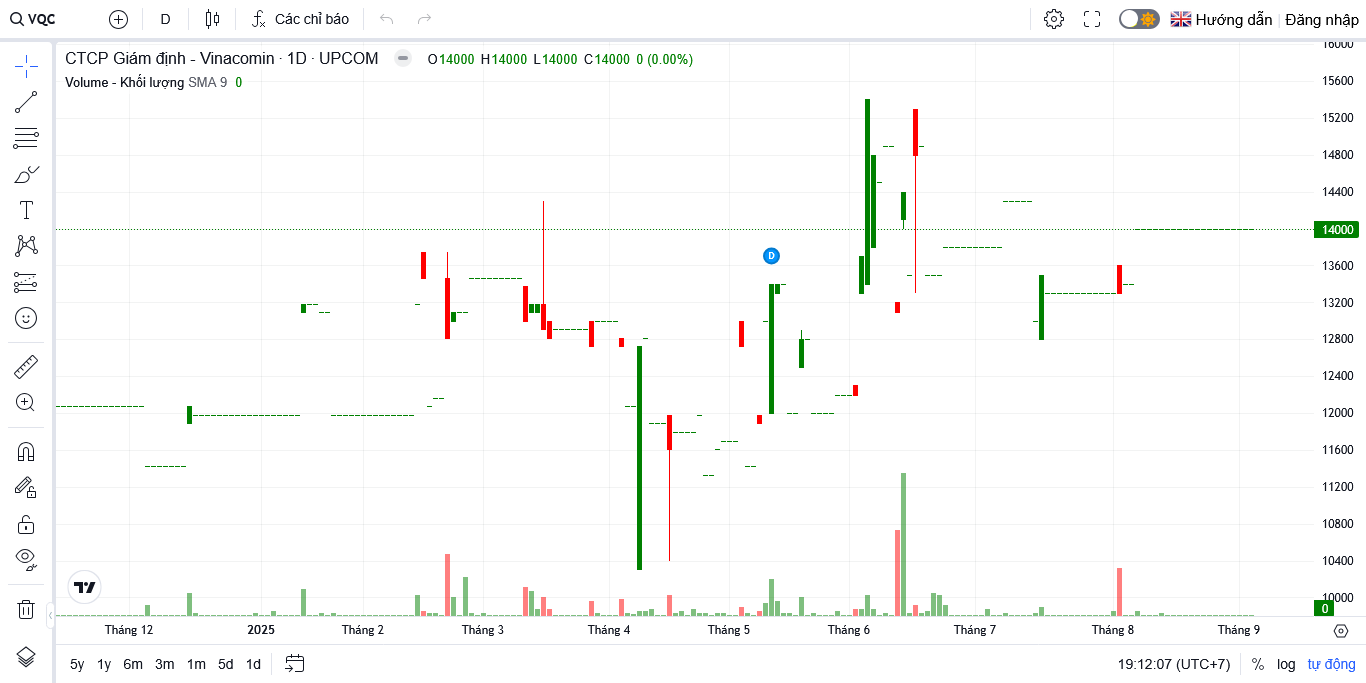 VQC D Các chỉ báo Hướng dẫn Đăng nhập
CTCP Giám định - Vinacomin · 1D · UPCOM O14000 H14000 L14000 C14000 0 (0.00%)
Volume - Khối lượng SMA 9 0
16000
15600
15200
14800
14400
14000
13600
13200
12800
12400
12000
11600
11200
10800
10400
10000
0
D
Tháng 12 2025 Tháng 2 Tháng 3 Tháng 4 Tháng 5 Tháng 6 Tháng 7 Tháng 8 Tháng 9
5y 1y 6m 3m 1m 5d 1d 19:12:07 (UTC+7) % log tự động